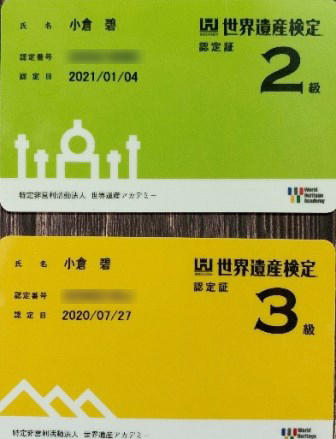 氏 名 小倉 碧
世界遺産検定
認定証
認定番号
2級
認定日 2021/01/04
特定非営利活動法人 世界遺産アカデミー
World Heritage Academy
氏 名 小倉 碧
世界遺産検定
認定証
認定番号
3級
認定日 2020/07/27
特定非営利活動法人 世界遺産アカデミー
World
Heritage